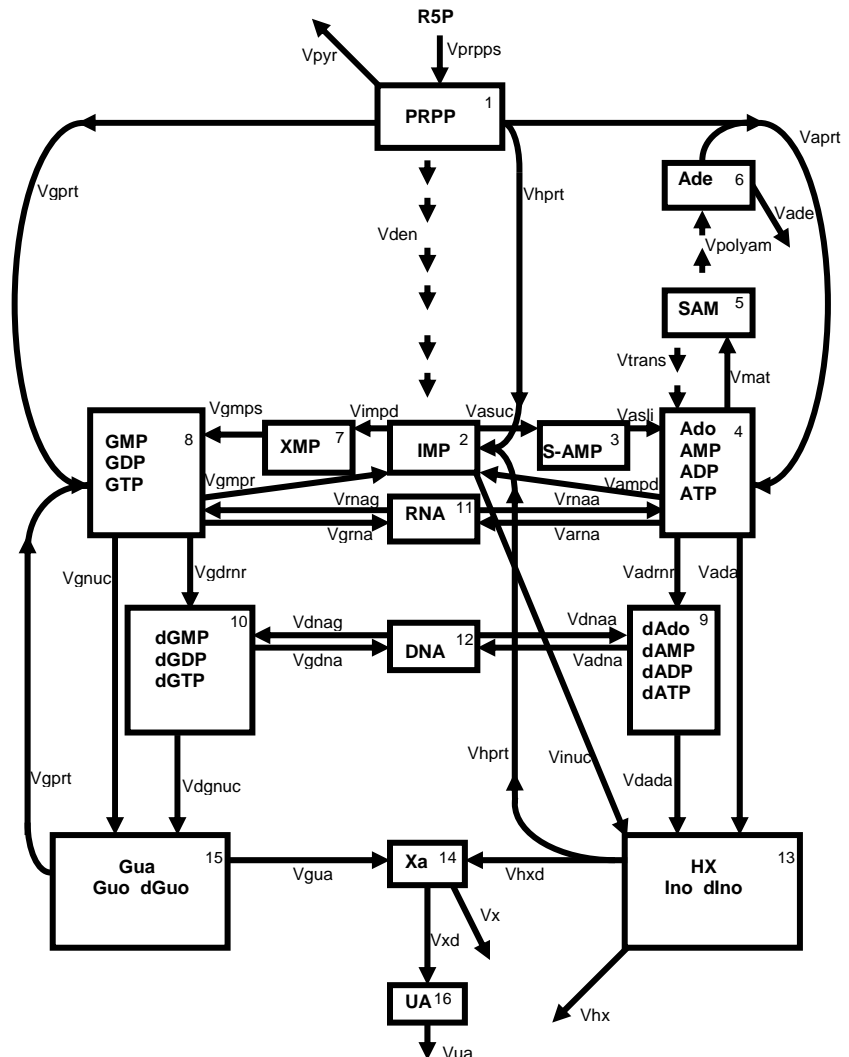 R5P
Vpyr
Vprpps
1
PRPP
Vaprt
Vgprt
Vhprt
Ade 6
Vade
Vden
Vpolyam
SAM 5
Vtrans
Vmat
Vgmps
Vimpd
Vasuc
Vasli
GMP
GDP
GTP
8
XMP 7
IMP 2
S-AMP 3
Ado
AMP
ADP
ATP
4
Vgmpr
Vampd
Vrnag
RNA 11
Vrnaa
Vgrna
Varna
Vgnuc
Vgdrnr
Vadrnr
Vada
10
dGMP
dGDP
dGTP
Vdnag
Vgdna
DNA 12
Vdnaa
Vadna
9
dAdo
dAMP
dADP
dATP
Vgprt
Vdgnuc
Vhprt
Vinuc
Vdada
15
Gua
Guo dGuo
Vgua
Xa 14
Vhxd
13
HX
Ino dIno
Vxd
Vx
UA 16
Vhx
Vua